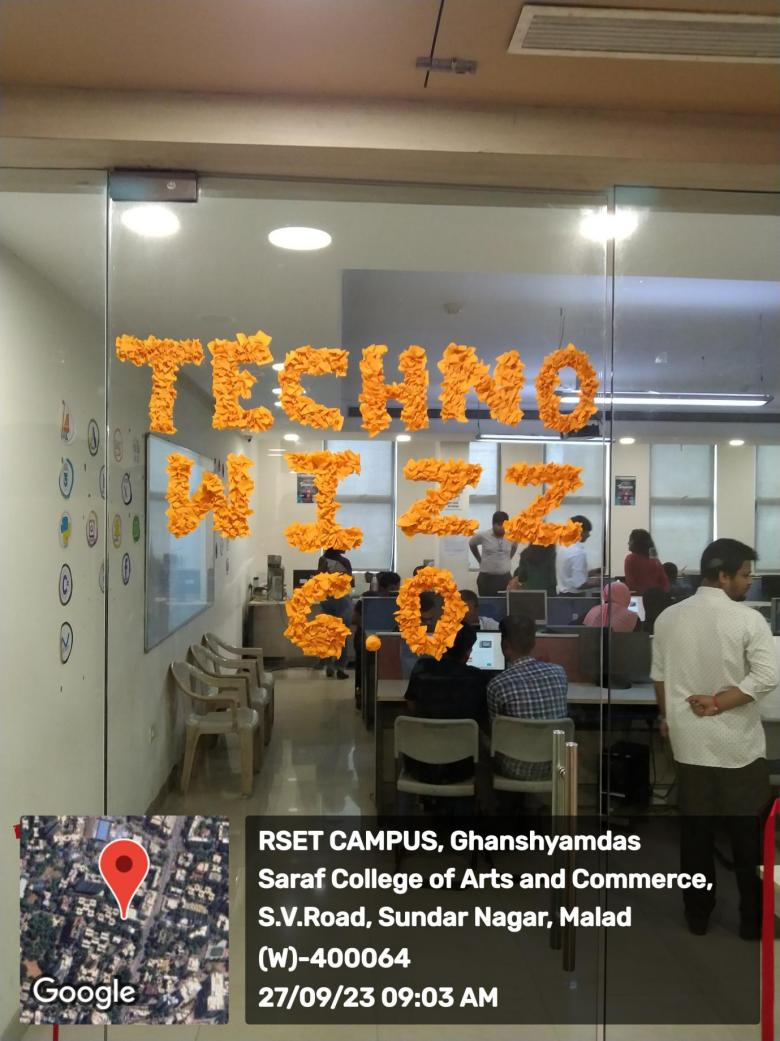 TECHNO
WIZZ
6.0
RSET CAMPUS, Ghanshyamdas
Saraf College of Arts and Commerce,
S.V.Road, Sundar Nagar, Malad
(W)-400064
27/09/23 09:03 AM
Google